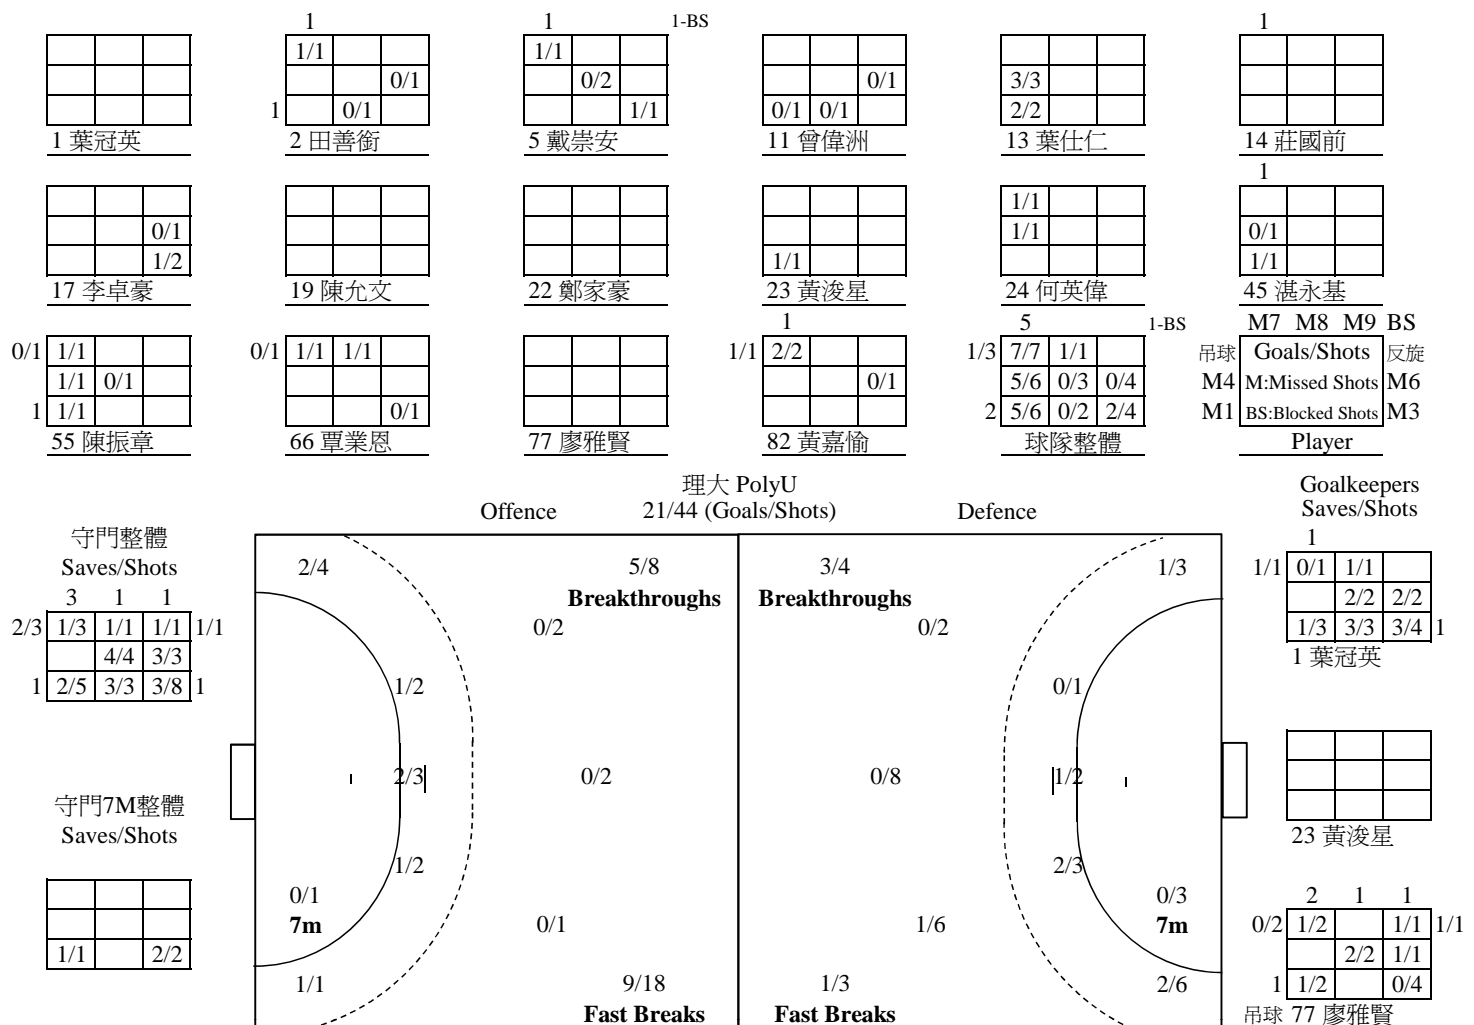 1 1 1-BS 1
1/1 1/1
0/1 0/2 0/1 3/3
1 0/1 1/1 0/1 0/1 2/2
1 葉冠英 2 田善衝 5 戴崇安 11 曾偉洲 13 葉仕仁 14 莊國前
1
1/1
0/1 1/1 0/1
1/2 1/1 1/1
17 李卓豪 19 陳允文 22 鄭家豪 23 黃浚星 24 何英偉 45 湛永基
1 5 1-BS M7 M8 M9 BS
0/1 1/1 0/1 1/1 1/1 1/1 2/2 1/3 7/7 1/1 吊球 Goals/Shots 反旋
1/1 0/1 0/1 5/6 0/3 0/4 M4 M:Missed Shots M6
1 1/1 0/1 2 5/6 0/2 2/4 M1 BS:Blocked Shots M3
55 陳振章 66 覃業恩 77 廖雅賢 82 黃嘉愉 球隊整體 Player
理大 PolyU
Offence 21/44 (Goals/Shots) Defence
Goalkeepers
Saves/Shots
守門整體
Saves/Shots
3 1 1
2/3 1/3 1/1 1/1 1/1
4/4 3/3
1 2/5 3/3 3/8 1
守門7M整體
Saves/Shots
1/1 2/2
2/4 5/8
Breakthroughs
0/2
1/2
2/3 0/2
1/2
0/1
7m
0/1
1/1 9/18
Fast Breaks
3/4 1/3
Breakthroughs
0/2
0/1
0/8 1/2
2/3
0/3
7m
1/6
1/3 2/6
Fast Breaks
1
1/1 0/1 1/1
2/2 2/2
1/3 3/3 3/4 1
1 葉冠英
23 黃浚星
2 1 1
0/2 1/2 1/1 1/1
2/2 1/1
1 1/2 0/4
吊球 77 廖雅賢